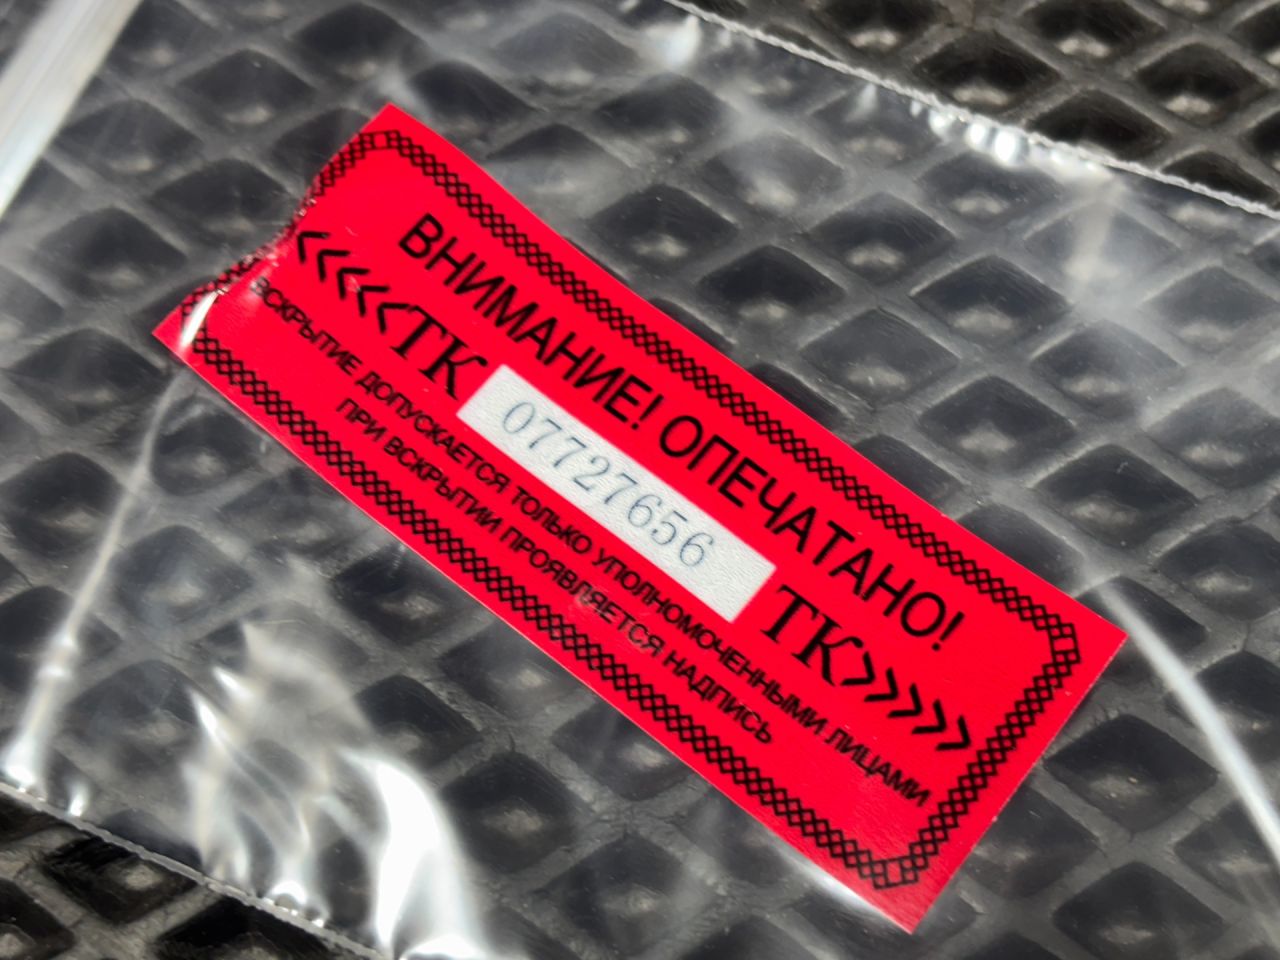 ВНИМАНИЕ! ОПЕЧАТАНО!
<<<<<ТК 07727656 ТК>>>>>
ВСКРЫТИЕ ДОПУСКАЕТСЯ ТОЛЬКО УПОЛНОМОЧЕННЫМИ ЛИЦАМИ
ПРИ ВСКРЫТИИ ПРОЯВЛЯЕТСЯ НАДПИСЬ